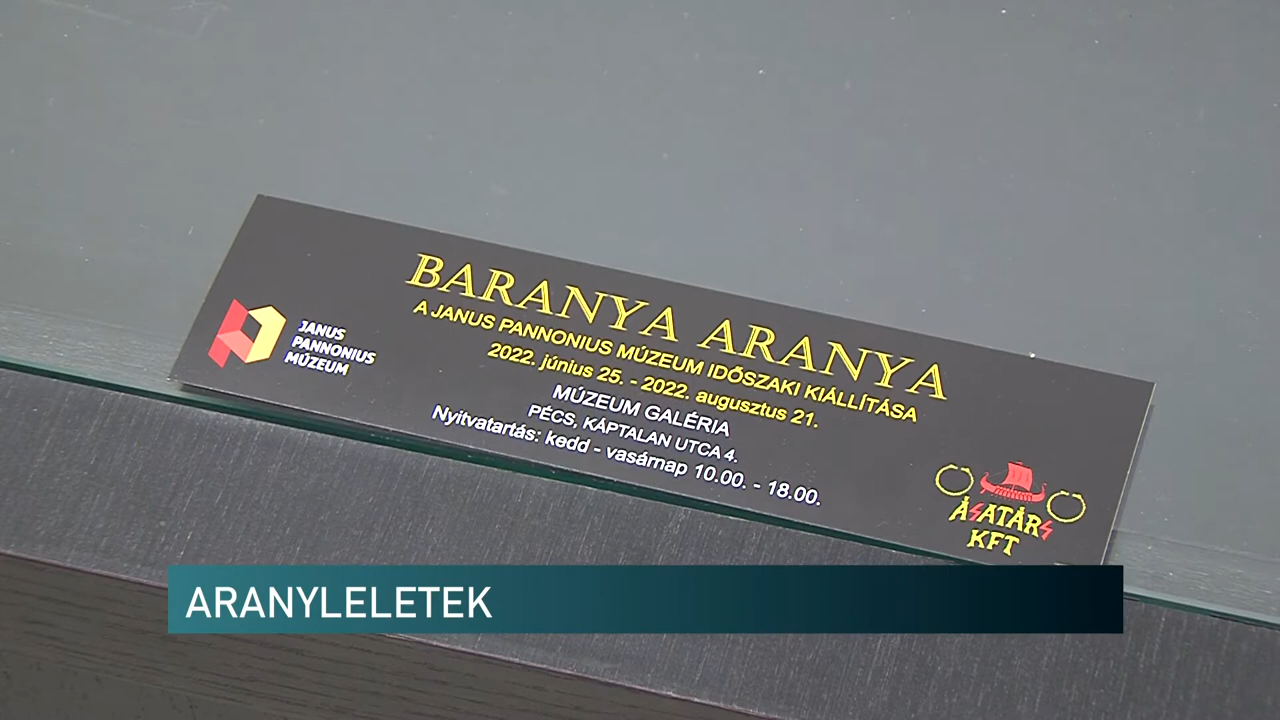 BARANYA ARANYA
A JANUS PANNONIUS MÚZEUM IDŐSZAKI KIÁLLÍTÁSA
2022. június 25. - 2022. augusztus 21.
MÚZEUM GALÉRIA
PÉCS, KÁPTALAN UTCA 4.
Nyitvatartás: kedd - vasárnap 10.00. - 18.00.
JANUS
PANNONIUS
MÚZEUM
ÁSATÁRS
KFT
ARANYLELETEK